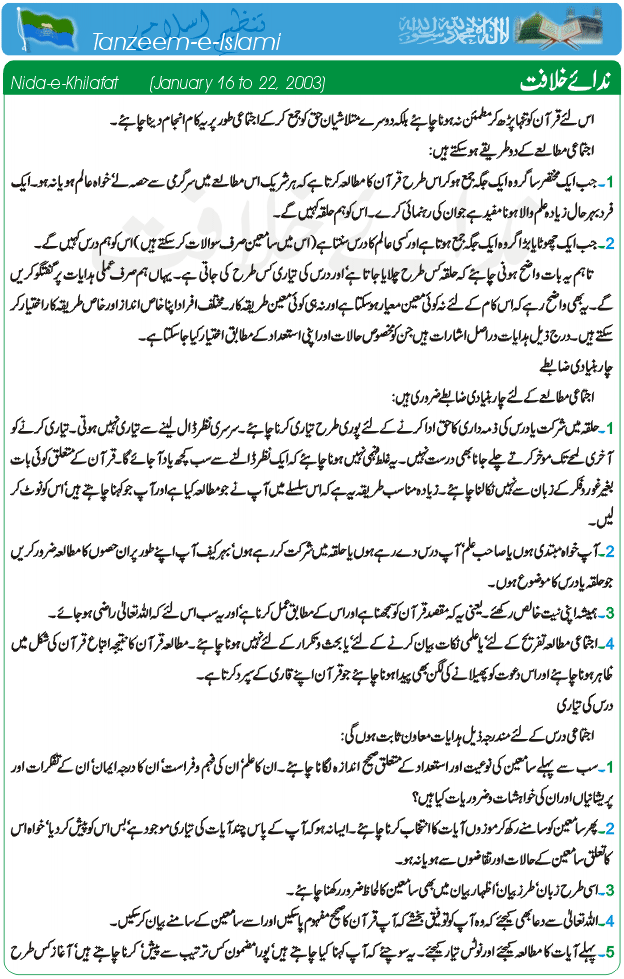 تنظیم اسلامی
Tanzeem-e-Islami
لا الہ الا اللہ محمد رسول اللہ
Nida-e-Khilafat (January 16 to 22, 2003) ندائے خلافت
اس لئے قرآن کو تنہا پڑھ کر مطمئن نہ ہونا چاہئے بلکہ دوسرے متلاشیان حق کو جمع کر کے اجتماعی طور پر یہ کام انجام دینا چاہئے۔
اجتماعی مطالعے کے دو طریقے ہو سکتے ہیں:
1۔ جب ایک مختصر سا گروہ ایک جگہ جمع ہو کر اس طرح قرآن کا مطالعہ کرتا ہے کہ ہر شریک اس مطالعے میں سرگرمی سے حصہ لے‘ خواہ عالم ہو یا نہ ہو۔ ایک
فرد بہرحال زیادہ علم والا ہونا مفید ہے جو ان کی رہنمائی کرے۔ اس کو ہم حلقہ کہیں گے۔
2۔ جب ایک چھوٹا یا بڑا گروہ ایک جگہ جمع ہوتا ہے اور کسی عالم کا درس سنتا ہے (اس میں سامعین صرف سوالات کر سکتے ہیں) اس کو ہم درس کہیں گے۔
تاہم یہ بات واضح ہونی چاہئے کہ حلقہ کس طرح چلایا جاتا ہے‘ اور درس کی تیاری کس طرح کی جاتی ہے۔ یہاں ہم صرف عملی ہدایات پر گفتگو کریں
گے۔ یہ بھی واضح رہے کہ اس کام کے لئے نہ کوئی معین معیار ہو سکتا ہے اور نہ ہی کوئی معین طریقہ کار۔ مختلف افراد اپنا خاص انداز اور خاص طریقہ کار اختیار کر
سکتے ہیں۔ درج ذیل ہدایات دراصل اشارات ہیں جن کو مخصوص حالات اور اپنی استعداد کے مطابق اختیار کیا جا سکتا ہے۔
چار بنیادی ضابطے
اجتماعی مطالعے کے لئے چار بنیادی ضابطے ضروری ہیں:
1۔ حلقہ میں شرکت یا درس کی ذمہ داری کا حق ادا کرنے کے لئے پوری طرح تیاری کرنا چاہئے۔ سرسری نظر ڈال لینے سے تیاری نہیں ہوتی۔ تیاری کرنے کو
آخری لمحے تک مؤخر کرتے چلے جانا بھی درست نہیں۔ یہ غلط فہمی نہیں ہونا چاہئے کہ ایک نظر ڈالنے سے سب کچھ یاد آ جائے گا۔ قرآن کے متعلق کوئی بات
بغیر غور و فکر کے زبان سے نہیں نکالنا چاہئے۔ زیادہ مناسب طریقہ یہ ہے کہ اس سلسلے میں آپ نے جو مطالعہ کیا ہے اور آپ جو کہنا چاہتے ہیں‘ اس کو نوٹ کر
لیں۔
2۔ آپ خواہ مبتدی ہوں یا صاحب علم‘ آپ درس دے رہے ہوں یا حلقہ میں شرکت کر رہے ہوں‘ بہرکیف آپ اپنے طور پر ان حصوں کا مطالعہ ضرور کریں
جو حلقہ یا درس کا موضوع ہوں۔
3۔ ہمیشہ اپنی نیت خالص رکھئے۔ یعنی یہ کہ مقصد قرآن کو سمجھنا ہے اور اس کے مطابق عمل کرنا ہے‘ اور یہ سب اس لئے کہ اللہ تعالیٰ راضی ہو جائے۔
4۔ اجتماعی مطالعہ تفریح کے لئے‘ یا علمی نکات بیان کرنے کے لئے‘ یا بحث و تکرار کے لئے نہیں ہونا چاہئے۔ مطالعہ قرآن کا نتیجہ اتباع قرآن کی شکل میں
ظاہر ہونا چاہئے اور اس دعوت کو پھیلانے کی لگن بھی پیدا ہونا چاہئے جو قرآن اپنے قاری کے سپرد کرتا ہے۔
درس کی تیاری
اجتماعی درس کے لئے مندرجہ ذیل ہدایات معاون ثابت ہوں گی:
1۔ سب سے پہلے سامعین کی نوعیت اور استعداد کے متعلق صحیح اندازہ لگانا چاہئے۔ ان کا علم‘ ان کی فہم و فراست‘ ان کا درجہ ایمان‘ ان کے تفکرات اور
پریشانیاں اور ان کی خواہشات و ضروریات کیا ہیں؟
2۔ پھر سامعین کو سامنے رکھ کر موزوں آیات کا انتخاب کرنا چاہئے۔ ایسا نہ ہو کہ آپ کے پاس چند آیات کی تیاری موجود ہے‘ بس اس کو پیش کر دیا‘ خواہ اس
کا تعلق سامعین کے حالات اور تقاضوں سے ہو یا نہ ہو۔
3۔ اسی طرح زبان‘ طرز بیان‘ اظہار بیان میں بھی سامعین کا لحاظ ضرور رکھنا چاہئے۔
4۔ اللہ تعالیٰ سے دعا بھی کیجئے کہ وہ آپ کو توفیق بخشے کہ آپ قرآن کا صحیح مفہوم پا سکیں اور اسے سامعین کے سامنے بیان کر سکیں۔
5۔ پہلے آیات کا مطالعہ کیجئے اور نوٹس تیار کیجئے۔ یہ سوچئے کہ آپ کہنا کیا چاہتے ہیں‘ پورا مضمون کس ترتیب سے پیش کرنا چاہتے ہیں‘ آغاز کس طرح